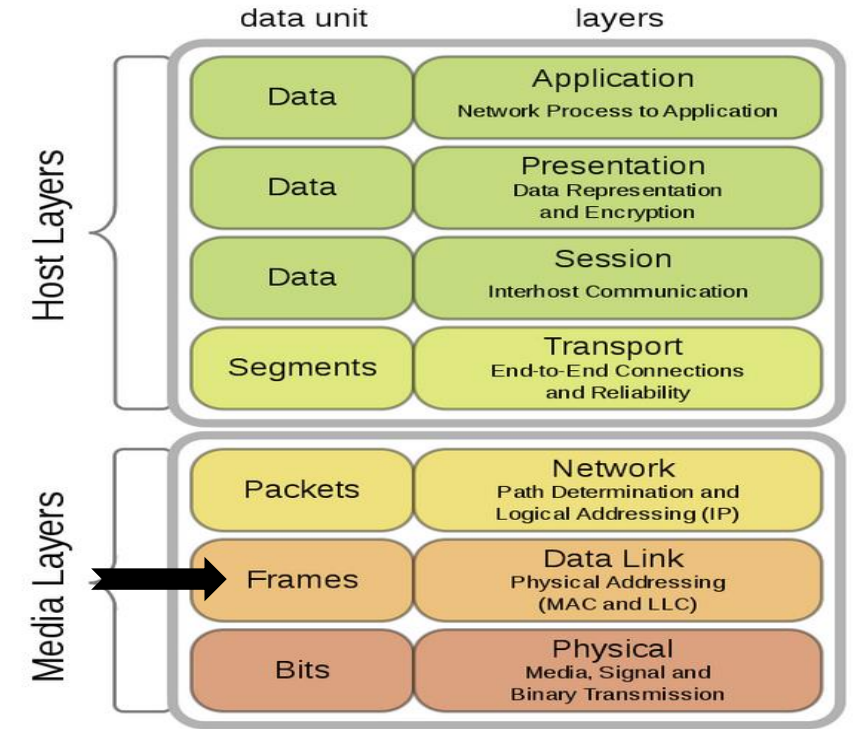 data unit
layers
Host Layers
Data
Application
Network Process to Application
Data
Presentation
Data Representation
and Encryption
Data
Session
Interhost Communication
Segments
Transport
End-to-End Connections
and Reliability
Media Layers
Packets
Network
Path Determination and
Logical Addressing (IP)
Frames
Data Link
Physical Addressing
(MAC and LLC)
Bits
Physical
Media, Signal and
Binary Transmission